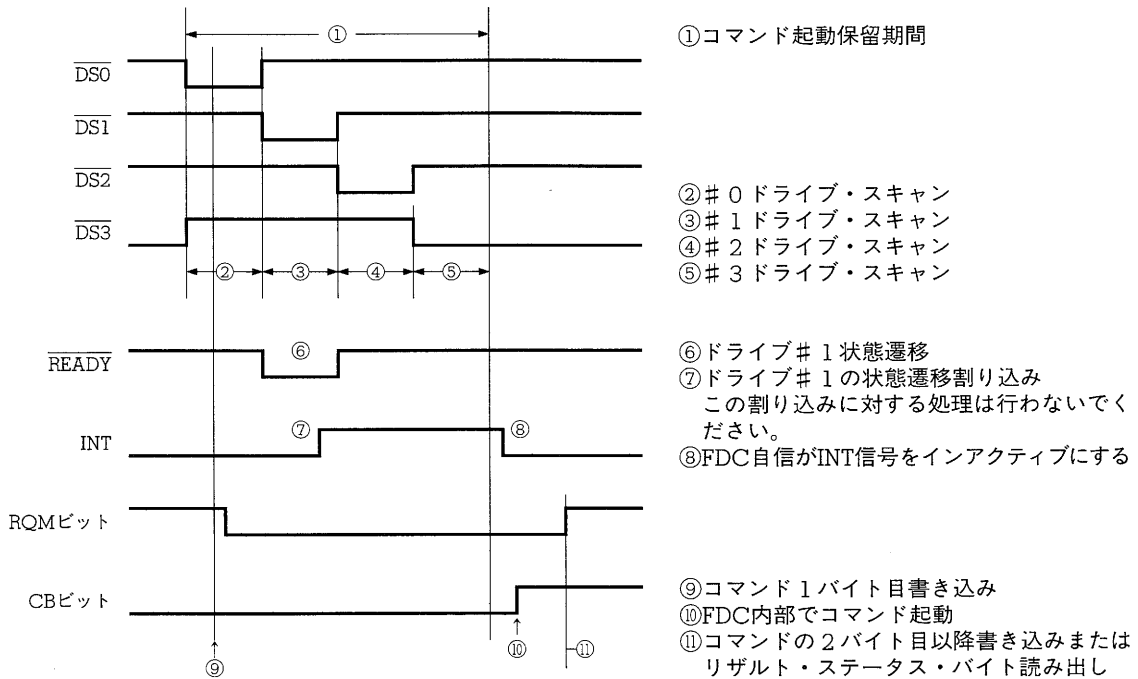 ①
①コマンド起動保留期間
DS0
DS1
DS2
DS3
②
③
④
⑤
②＃0ドライブ・スキャン
③＃1ドライブ・スキャン
④＃2ドライブ・スキャン
⑤＃3ドライブ・スキャン
READY
⑥
⑥ドライブ＃1状態遷移
⑦ドライブ＃1の状態遷移割り込み
この割り込みに対する処理は行わないでく
ださい。
INT
⑦
⑧
⑧FDC自信がINT信号をインアクティブにする
RQMビット
CBビット
⑨
⑩
⑪
⑨コマンド1バイト目書き込み
⑩FDC内部でコマンド起動
⑪コマンドの2バイト目以降書き込みまたは
リザルト・ステータス・バイト読み出し